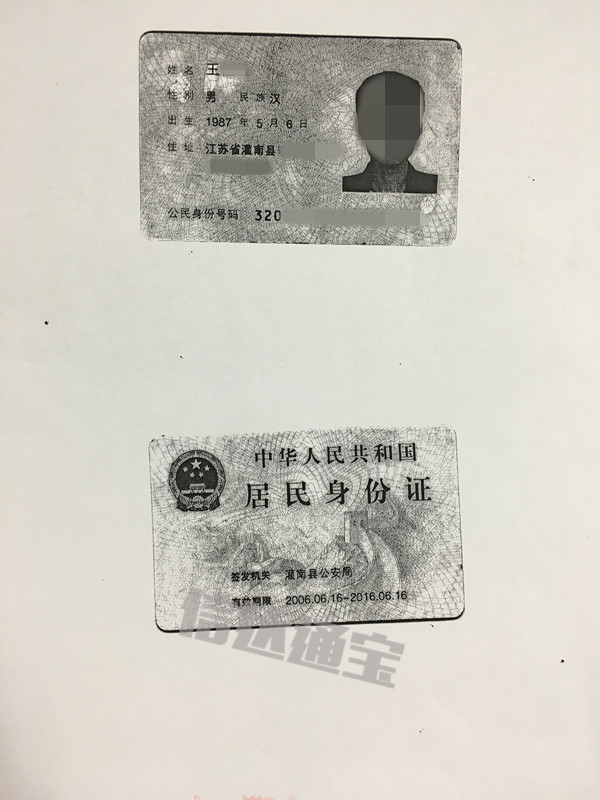 姓名 王
性别 男 民族 汉
出生 1987 年 5 月 6 日
住址 江苏省灌南县
公民身份号码 320
中华人民共和国
居民身份证
签发机关 灌南县公安局
有效期限 2006.06.16-2016.06.16
信达通宝